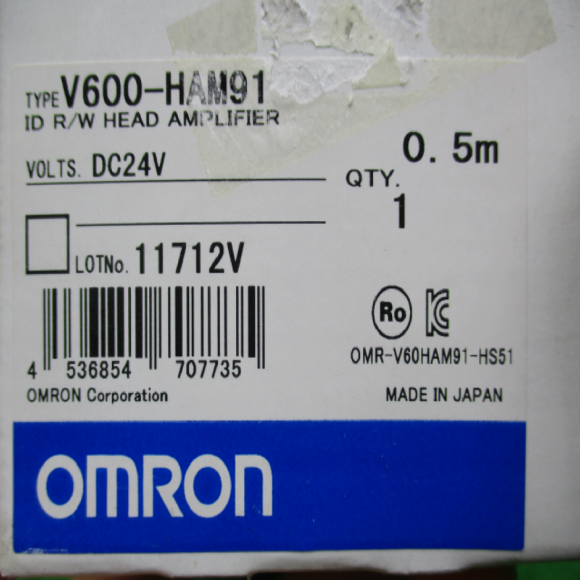 TYPE V600-HAM91
ID R/W HEAD AMPLIFIER
VOLTS. DC24V
0.5m
QTY.
1
LOTNo. 11712V
4 536854 707735
Ro
OMR-V60HAM91-HS51
OMRON Corporation
MADE IN JAPAN
OMRON